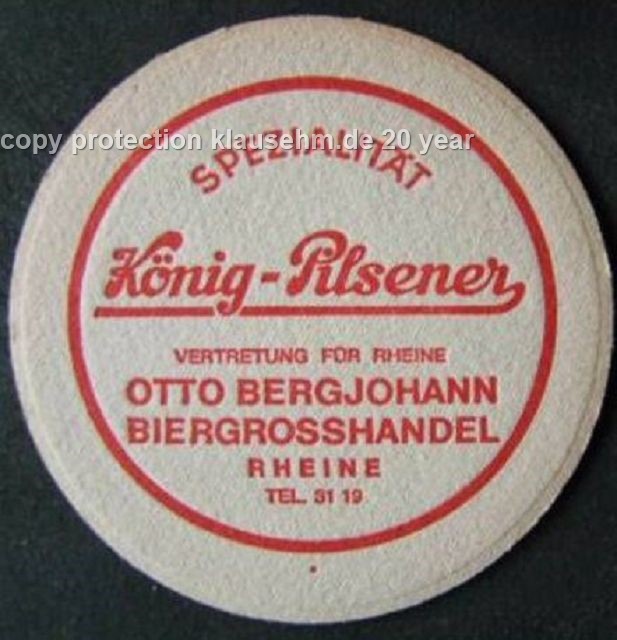 copy protection klausehm.de 20 year
SPEZIALITÄT
König-Pilsener
VERTRETUNG FÜR RHEINE
OTTO BERGJOHANN
BIERGROSSHANDEL
RHEINE
TEL. 31 19